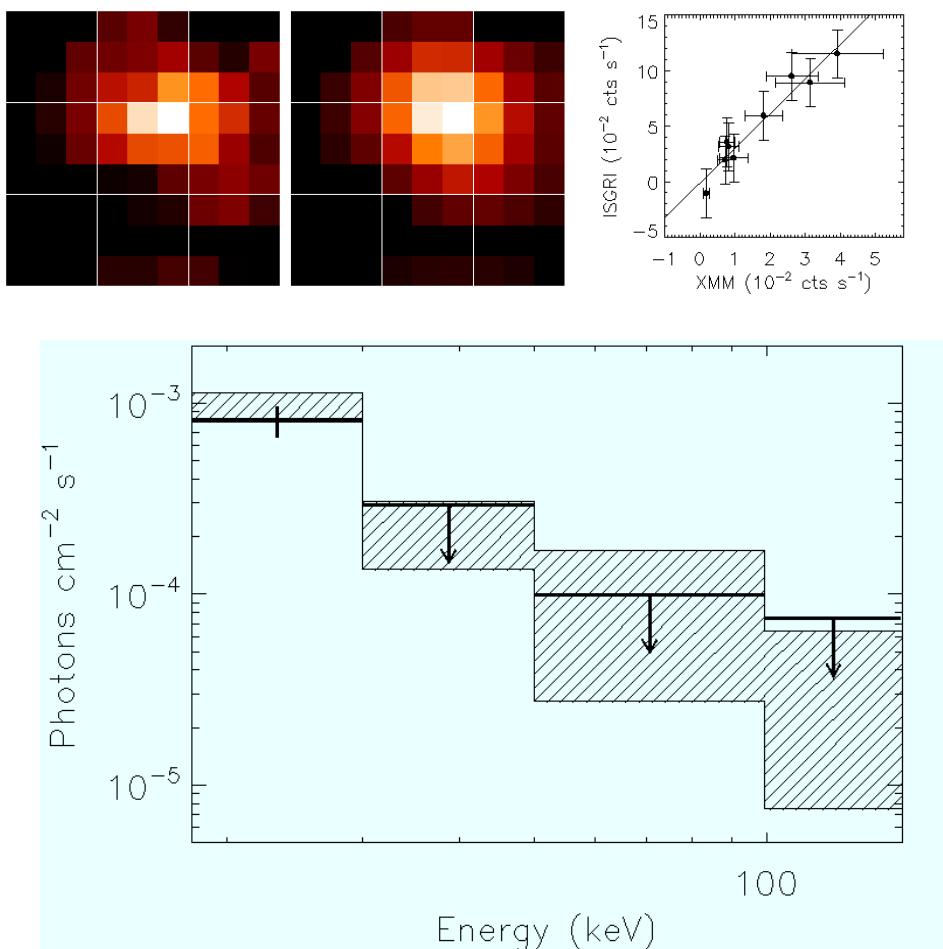 15
10
5
0
−5
ISGRI (10⁻² cts s⁻¹)
−1 0 1 2 3 4 5
XMM (10⁻² cts s⁻¹)
10⁻³
10⁻⁴
10⁻⁵
Photons cm⁻² s⁻¹
100
Energy (keV)